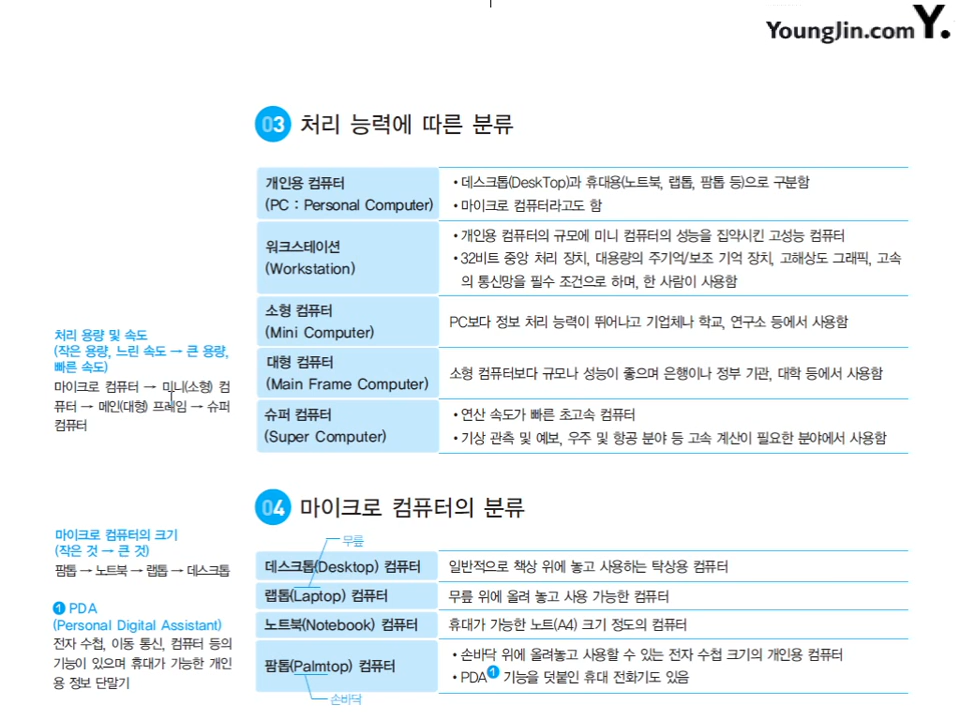 YoungJin.com Y.
03 처리 능력에 따른 분류
개인용 컴퓨터
(PC : Personal Computer)
• 데스크톱(DeskTop)과 휴대용(노트북, 랩톱, 팜톱 등)으로 구분함
• 마이크로 컴퓨터라고도 함
워크스테이션
(Workstation)
• 개인용 컴퓨터의 규모에 미니 컴퓨터의 성능을 집약시킨 고성능 컴퓨터
• 32비트 중앙 처리 장치, 대용량의 주기억/보조 기억 장치, 고해상도 그래픽, 고속
의 통신망을 필수 조건으로 하며, 한 사람이 사용함
소형 컴퓨터
(Mini Computer)
PC보다 정보 처리 능력이 뛰어나고 기업체나 학교, 연구소 등에서 사용함
대형 컴퓨터
(Main Frame Computer)
소형 컴퓨터보다 규모나 성능이 좋으며 은행이나 정부 기관, 대학 등에서 사용함
슈퍼 컴퓨터
(Super Computer)
• 연산 속도가 빠른 초고속 컴퓨터
• 기상 관측 및 예보, 우주 및 항공 분야 등 고속 계산이 필요한 분야에서 사용함
처리 용량 및 속도
(작은 용량, 느린 속도 → 큰 용량,
빠른 속도)
마이크로 컴퓨터 → 미니(소형) 컴
퓨터 → 메인(대형) 프레임 → 슈퍼
컴퓨터
04 마이크로 컴퓨터의 분류
무릎
데스크톱(Desktop) 컴퓨터
일반적으로 책상 위에 놓고 사용하는 탁상용 컴퓨터
랩톱(Laptop) 컴퓨터
무릎 위에 올려 놓고 사용 가능한 컴퓨터
노트북(Notebook) 컴퓨터
휴대가 가능한 노트(A4) 크기 정도의 컴퓨터
팜톱(Palmtop) 컴퓨터
• 손바닥 위에 올려놓고 사용할 수 있는 전자 수첩 크기의 개인용 컴퓨터
• PDA❶ 기능을 덧붙인 휴대 전화기도 있음
손바닥
마이크로 컴퓨터의 크기
(작은 것 → 큰 것)
팜톱 → 노트북 → 랩톱 → 데스크톱
❶ PDA
(Personal Digital Assistant)
전자 수첩, 이동 통신, 컴퓨터 등의
기능이 있으며 휴대가 가능한 개인
용 정보 단말기